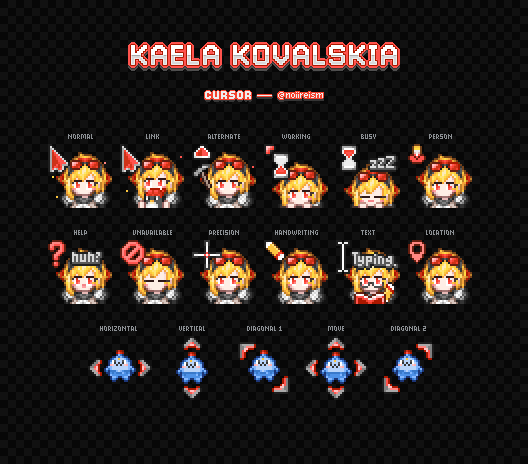 KAELA KOVALSKIA
CURSOR — @noiireism
NORMAL LINK ALTERNATE WORKING BUSY PERSON
zzZ
HELP UNAVAILABLE PRECISION HANDWRITING TEXT LOCATION
huh? Typing.
HORIZONTAL VERTICAL DIAGONAL 1 MOVE DIAGONAL 2